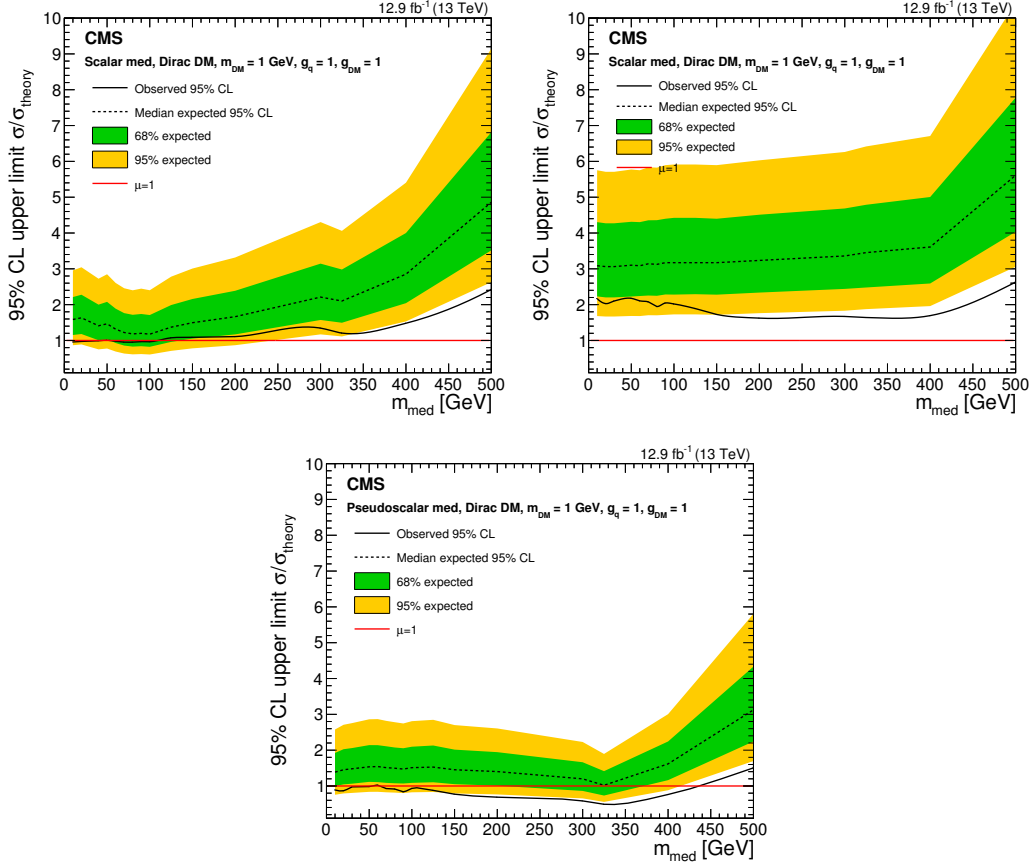 12.9 fb⁻¹ (13 TeV)
95% CL upper limit σ/σ_theory
10
9
8
7
6
5
4
3
2
1
CMS
Scalar med, Dirac DM, m_DM = 1 GeV, g_q = 1, g_DM = 1
Observed 95% CL
Median expected 95% CL
68% expected
95% expected
μ=1
0 50 100 150 200 250 300 350 400 450 500
m_med [GeV]
12.9 fb⁻¹ (13 TeV)
95% CL upper limit σ/σ_theory
10
9
8
7
6
5
4
3
2
1
CMS
Scalar med, Dirac DM, m_DM = 1 GeV, g_q = 1, g_DM = 1
Observed 95% CL
Median expected 95% CL
68% expected
95% expected
μ=1
0 50 100 150 200 250 300 350 400 450 500
m_med [GeV]
12.9 fb⁻¹ (13 TeV)
95% CL upper limit σ/σ_theory
10
9
8
7
6
5
4
3
2
1
CMS
Pseudoscalar med, Dirac DM, m_DM = 1 GeV, g_q = 1, g_DM = 1
Observed 95% CL
Median expected 95% CL
68% expected
95% expected
μ=1
0 50 100 150 200 250 300 350 400 450 500
m_med [GeV]